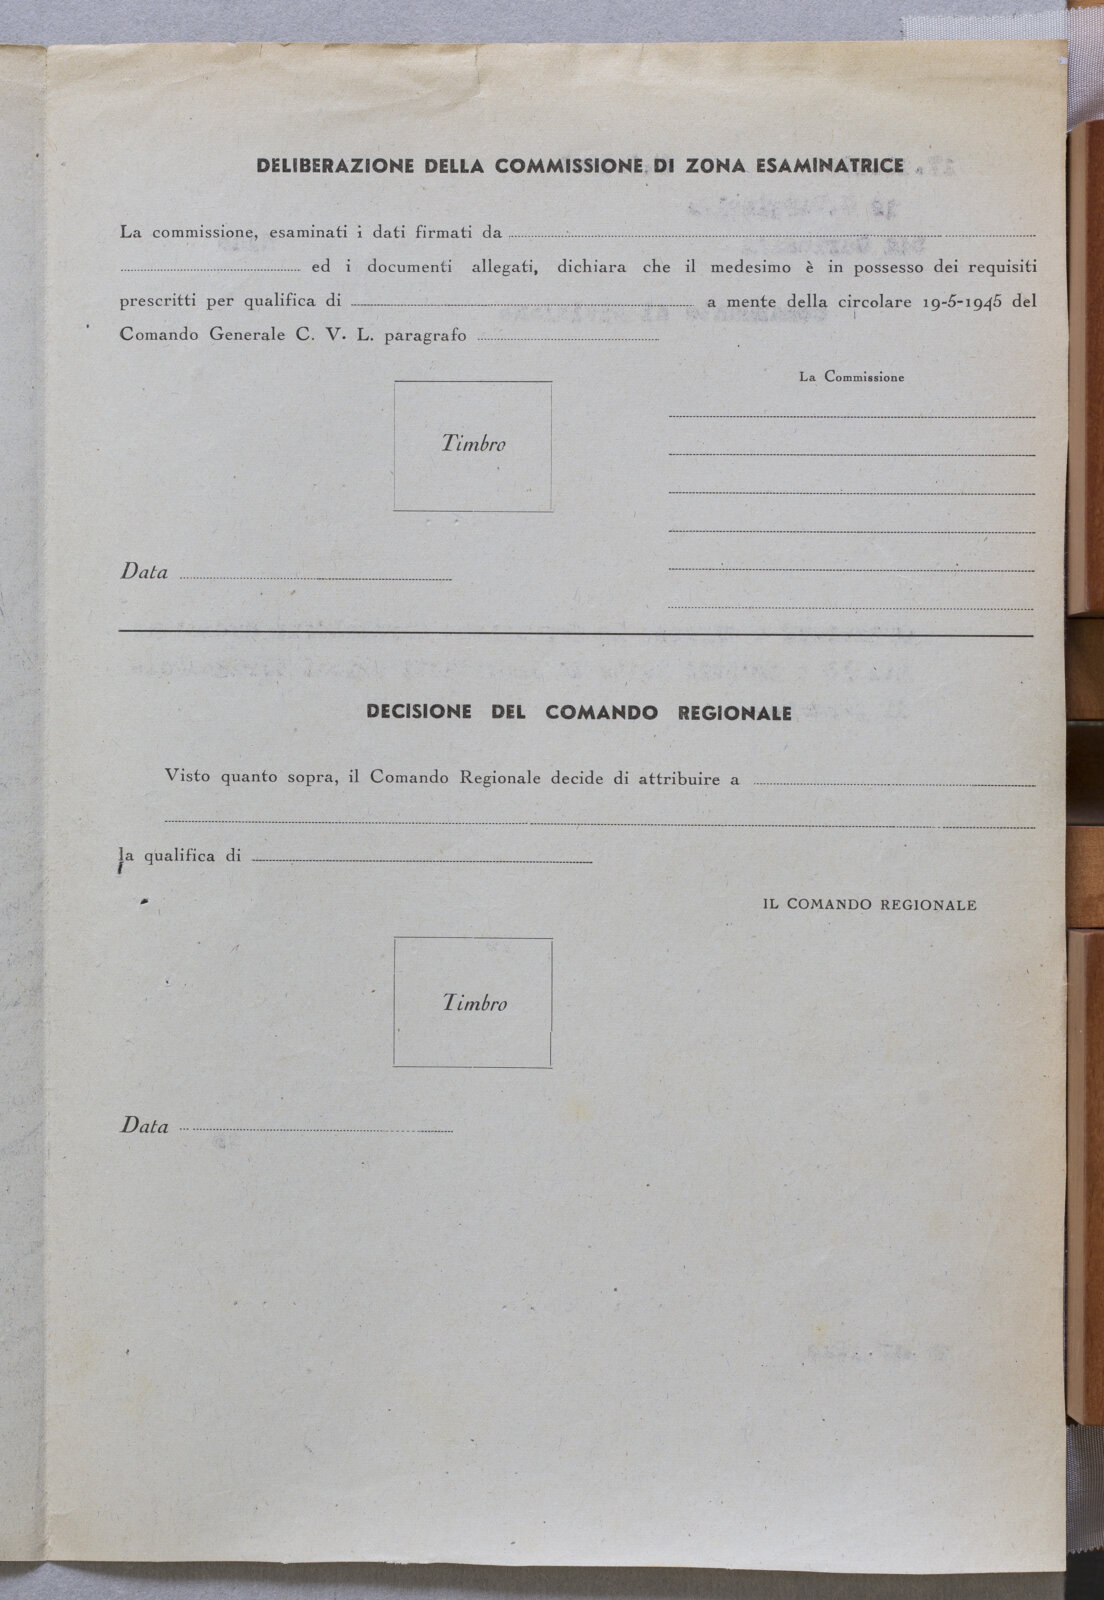 DELIBERAZIONE DELLA COMMISSIONE DI ZONA ESAMINATRICE
La commissione, esaminati i dati firmati da
ed i documenti allegati, dichiara che il medesimo è in possesso dei requisiti
prescritti per qualifica di a mente della circolare 19-5-1945 del
Comando Generale C. V. L. paragrafo
La Commissione
Timbro
Data
DECISIONE DEL COMANDO REGIONALE
Visto quanto sopra, il Comando Regionale decide di attribuire a
la qualifica di
IL COMANDO REGIONALE
Timbro
Data